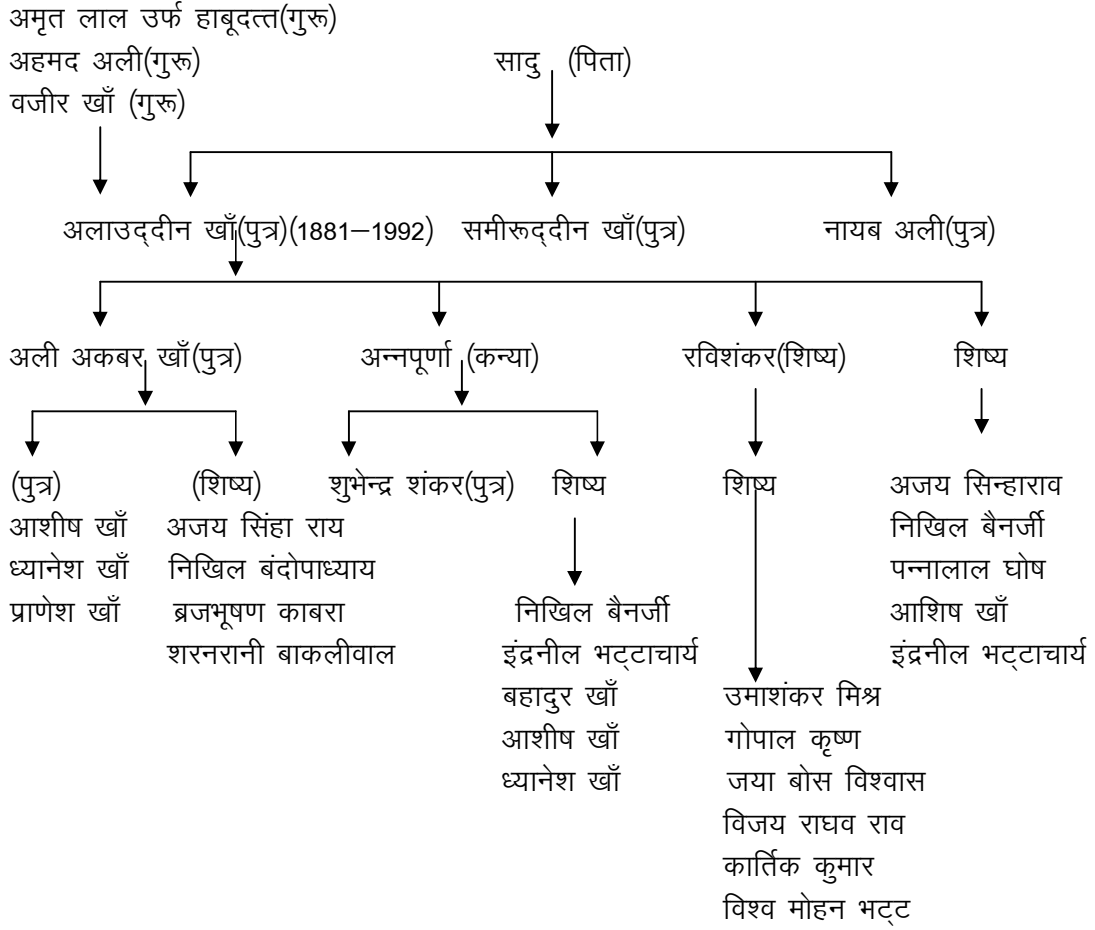 अमृत लाल उर्फ हाबूदत्त(गुरू)
अहमद अली(गुरू)
सादु (पिता)
वजीर खाँ (गुरू)
अलाउद्दीन खाँ(पुत्र)(1881–1992)
समीरूद्दीन खाँ(पुत्र)
नायब अली(पुत्र)
अली अकबर खाँ(पुत्र)
अन्नपूर्णा (कन्या)
रविशंकर(शिष्य)
शिष्य
(पुत्र)
आशीष खाँ
ध्यानेश खाँ
प्राणेश खाँ
(शिष्य)
अजय सिंहा राय
निखिल बंदोपाध्याय
ब्रजभूषण काबरा
शरनरानी बाकलीवाल
शुभेन्द्र शंकर(पुत्र)
शिष्य
निखिल बैनर्जी
इंद्रनील भट्टाचार्य
बहादुर खाँ
आशीष खाँ
ध्यानेश खाँ
शिष्य
उमाशंकर मिश्र
गोपाल कृष्ण
जया बोस विश्वास
विजय राघव राव
कार्तिक कुमार
विश्व मोहन भट्ट
अजय सिन्हाराव
निखिल बैनर्जी
पन्नालाल घोष
आशिष खाँ
इंद्रनील भट्टाचार्य